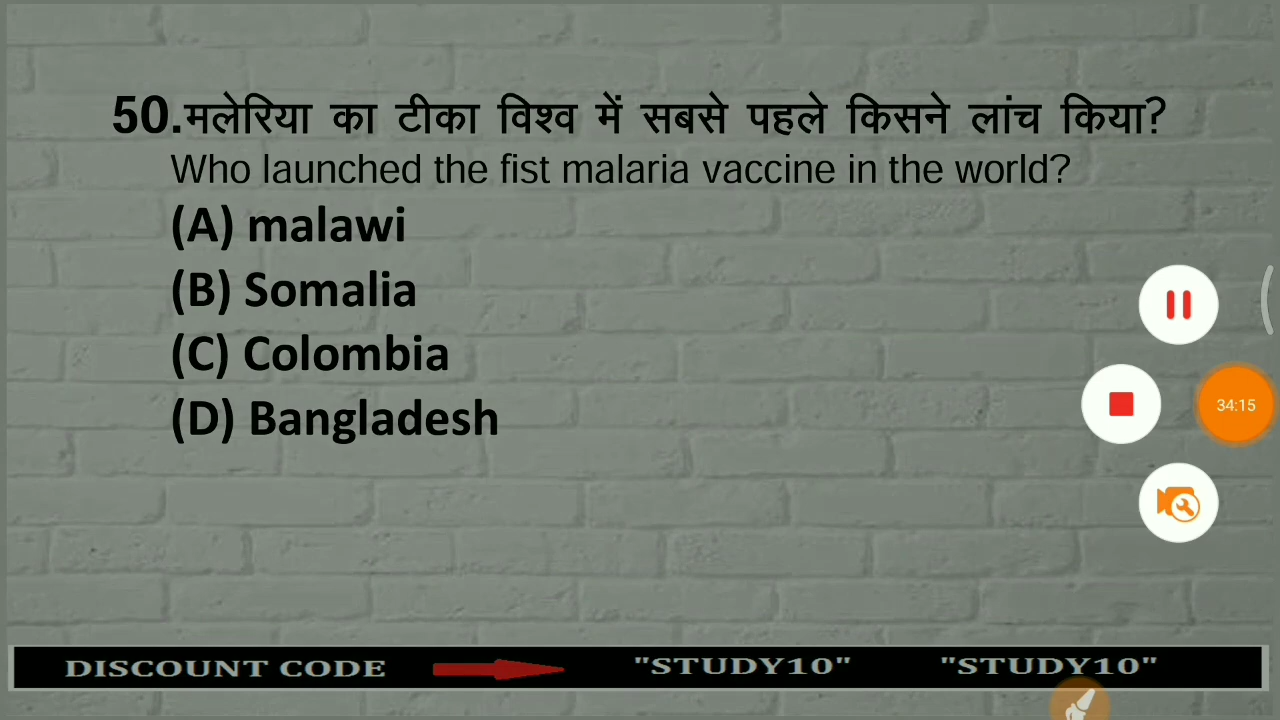 50.मलेरिया का टीका विश्व में सबसे पहले किसने लांच किया?
Who launched the fist malaria vaccine in the world?
(A) malawi
(B) Somalia
(C) Colombia
(D) Bangladesh
34:15
DISCOUNT CODE "STUDY10" "STUDY10"